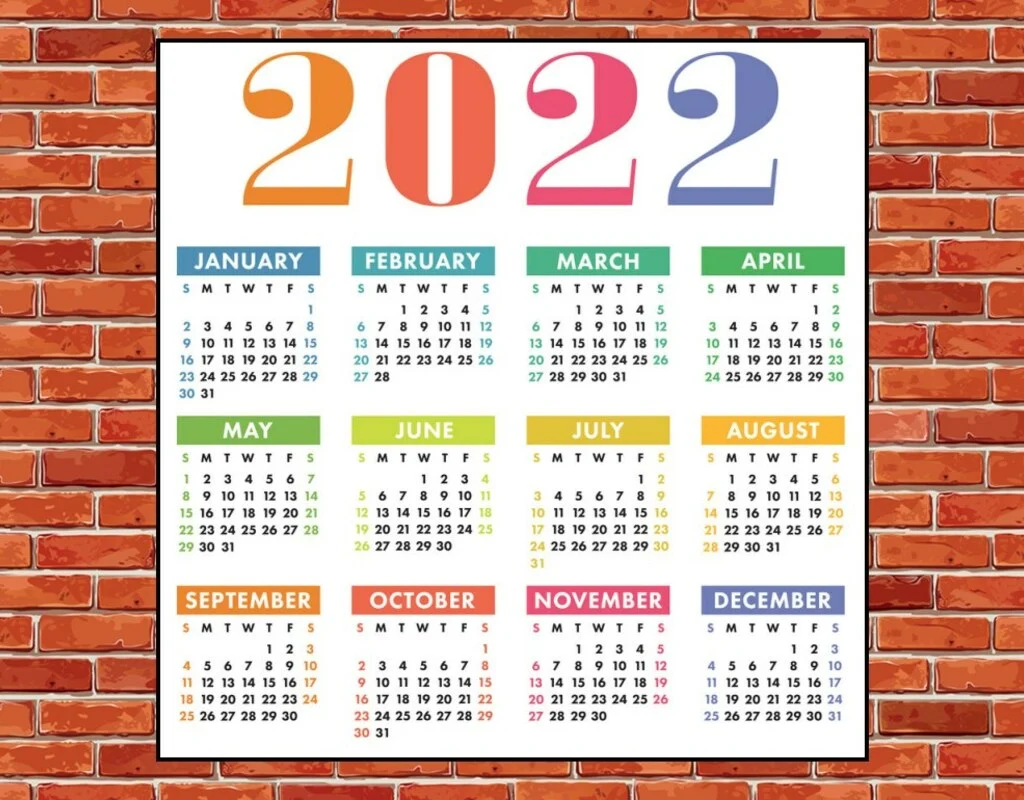 2022
JANUARY
S M T W T F S
1
2 3 4 5 6 7 8
9 10 11 12 13 14 15
16 17 18 19 20 21 22
23 24 25 26 27 28 29
30 31
FEBRUARY
S M T W T F S
1 2 3 4 5
6 7 8 9 10 11 12
13 14 15 16 17 18 19
20 21 22 23 24 25 26
27 28
MARCH
S M T W T F S
1 2 3 4 5
6 7 8 9 10 11 12
13 14 15 16 17 18 19
20 21 22 23 24 25 26
27 28 29 30 31
APRIL
S M T W T F S
1 2
3 4 5 6 7 8 9
10 11 12 13 14 15 16
17 18 19 20 21 22 23
24 25 26 27 28 29 30
MAY
S M T W T F S
1 2 3 4 5 6 7
8 9 10 11 12 13 14
15 16 17 18 19 20 21
22 23 24 25 26 27 28
29 30 31
JUNE
S M T W T F S
1 2 3 4
5 6 7 8 9 10 11
12 13 14 15 16 17 18
19 20 21 22 23 24 25
26 27 28 29 30
JULY
S M T W T F S
1 2
3 4 5 6 7 8 9
10 11 12 13 14 15 16
17 18 19 20 21 22 23
24 25 26 27 28 29 30
31
AUGUST
S M T W T F S
1 2 3 4 5 6
7 8 9 10 11 12 13
14 15 16 17 18 19 20
21 22 23 24 25 26 27
28 29 30 31
SEPTEMBER
S M T W T F S
1 2 3
4 5 6 7 8 9 10
11 12 13 14 15 16 17
18 19 20 21 22 23 24
25 26 27 28 29 30
OCTOBER
S M T W T F S
1
2 3 4 5 6 7 8
9 10 11 12 13 14 15
16 17 18 19 20 21 22
23 24 25 26 27 28 29
30 31
NOVEMBER
S M T W T F S
1 2 3 4 5
6 7 8 9 10 11 12
13 14 15 16 17 18 19
20 21 22 23 24 25 26
27 28 29 30
DECEMBER
S M T W T F S
1 2 3
4 5 6 7 8 9 10
11 12 13 14 15 16 17
18 19 20 21 22 23 24
25 26 27 28 29 30 31